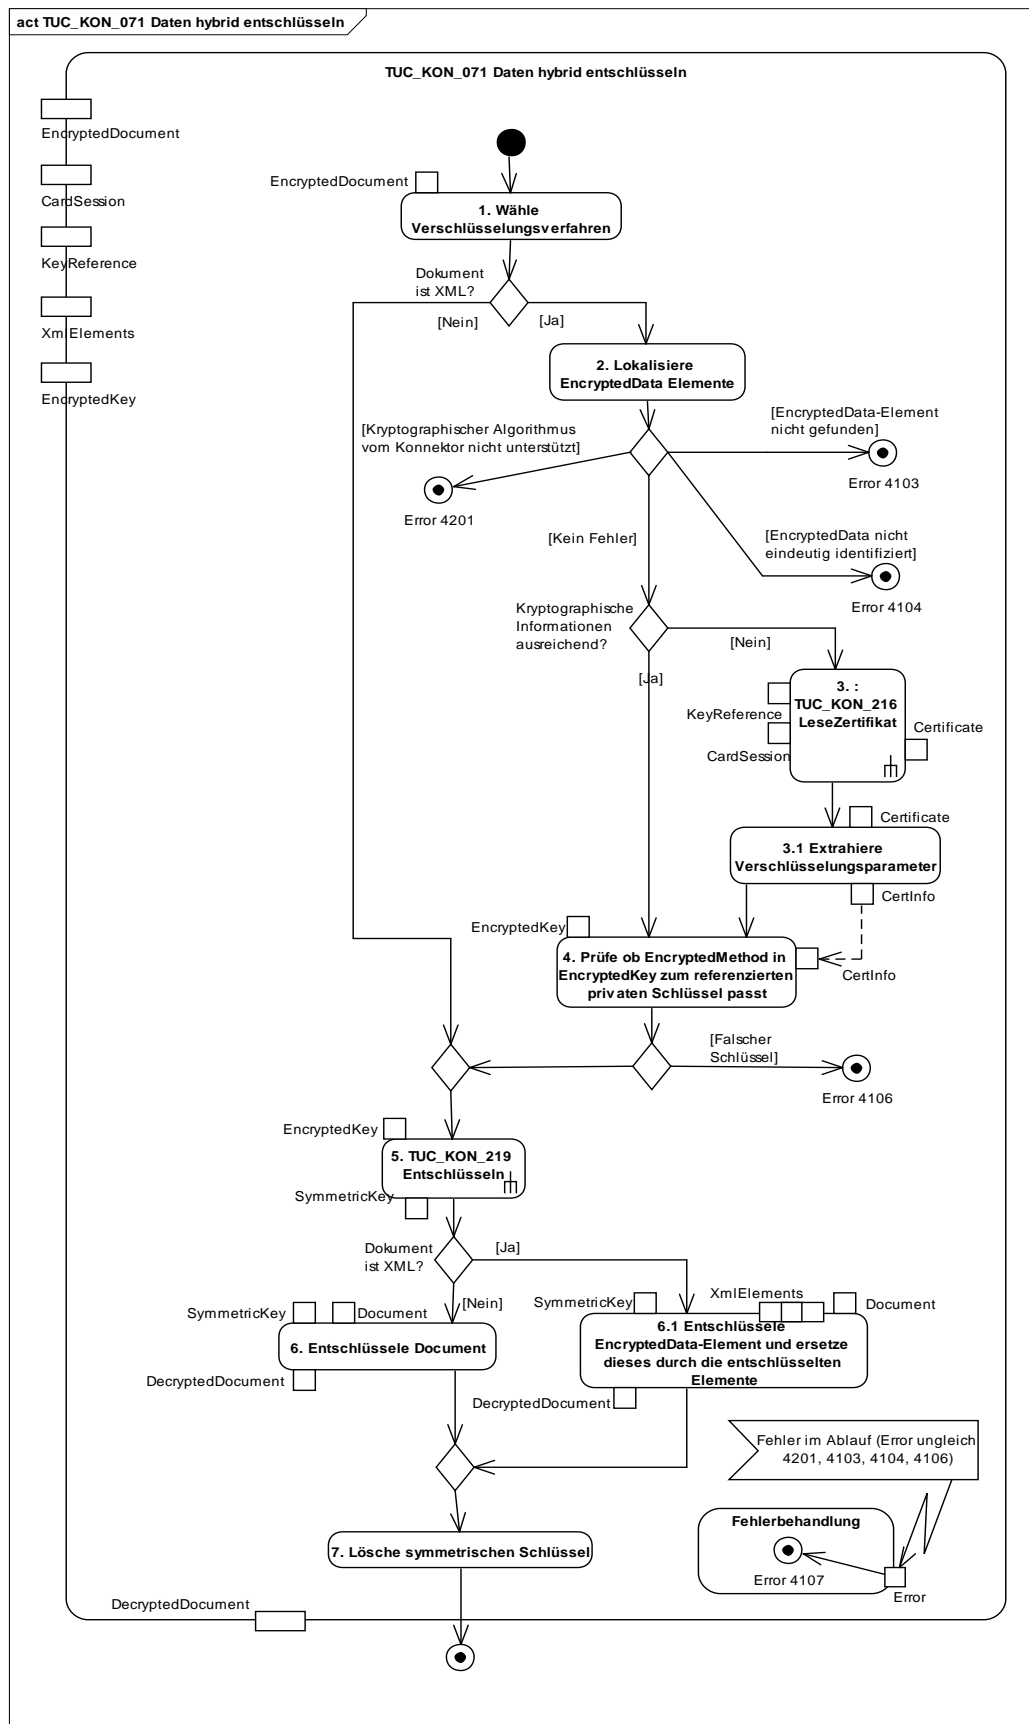 act TUC_KON_071 Daten hybrid entschlüsseln
TUC_KON_071 Daten hybrid entschlüsseln
EncryptedDocument
CardSession
KeyReference
XmlElements
EncryptedKey
EncryptedDocument
1. Wähle
Verschlüsselungsverfahren
Dokument
ist XML?
[Nein]
[Ja]
2. Lokalisiere
EncryptedData Elemente
[Kryptographischer Algorithmus
vom Konnektor nicht unterstützt]
[EncryptedData-Element
nicht gefunden]
Error 4103
Error 4201
[Kein Fehler]
[EncryptedData nicht
eindeutig identifiziert]
Error 4104
Kryptographische
Informationen
ausreichend?
[Nein]
[Ja]
3. :
TUC_KON_216
LeseZertifikat
KeyReference
CardSession
Certificate
Certificate
3.1 Extrahiere
Verschlüsselungsparameter
CertInfo
EncryptedKey
4. Prüfe ob EncryptedMethod in
EncryptedKey zum referenzierten
privaten Schlüssel passt
CertInfo
[Falscher
Schlüssel]
Error 4106
EncryptedKey
5. TUC_KON_219
Entschlüsseln
SymmetricKey
Dokument
ist XML?
[Ja]
[Nein]
SymmetricKey
Document
6. Entschlüssele Document
DecryptedDocument
SymmetricKey
XmlElements
Document
6.1 Entschlüssele
EncryptedData-Element und ersetze
dieses durch die entschlüsselten
Elemente
DecryptedDocument
Fehler im Ablauf (Error ungleich
4201, 4103, 4104, 4106)
Fehlerbehandlung
Error 4107
Error
7. Lösche symmetrischen Schlüssel
DecryptedDocument